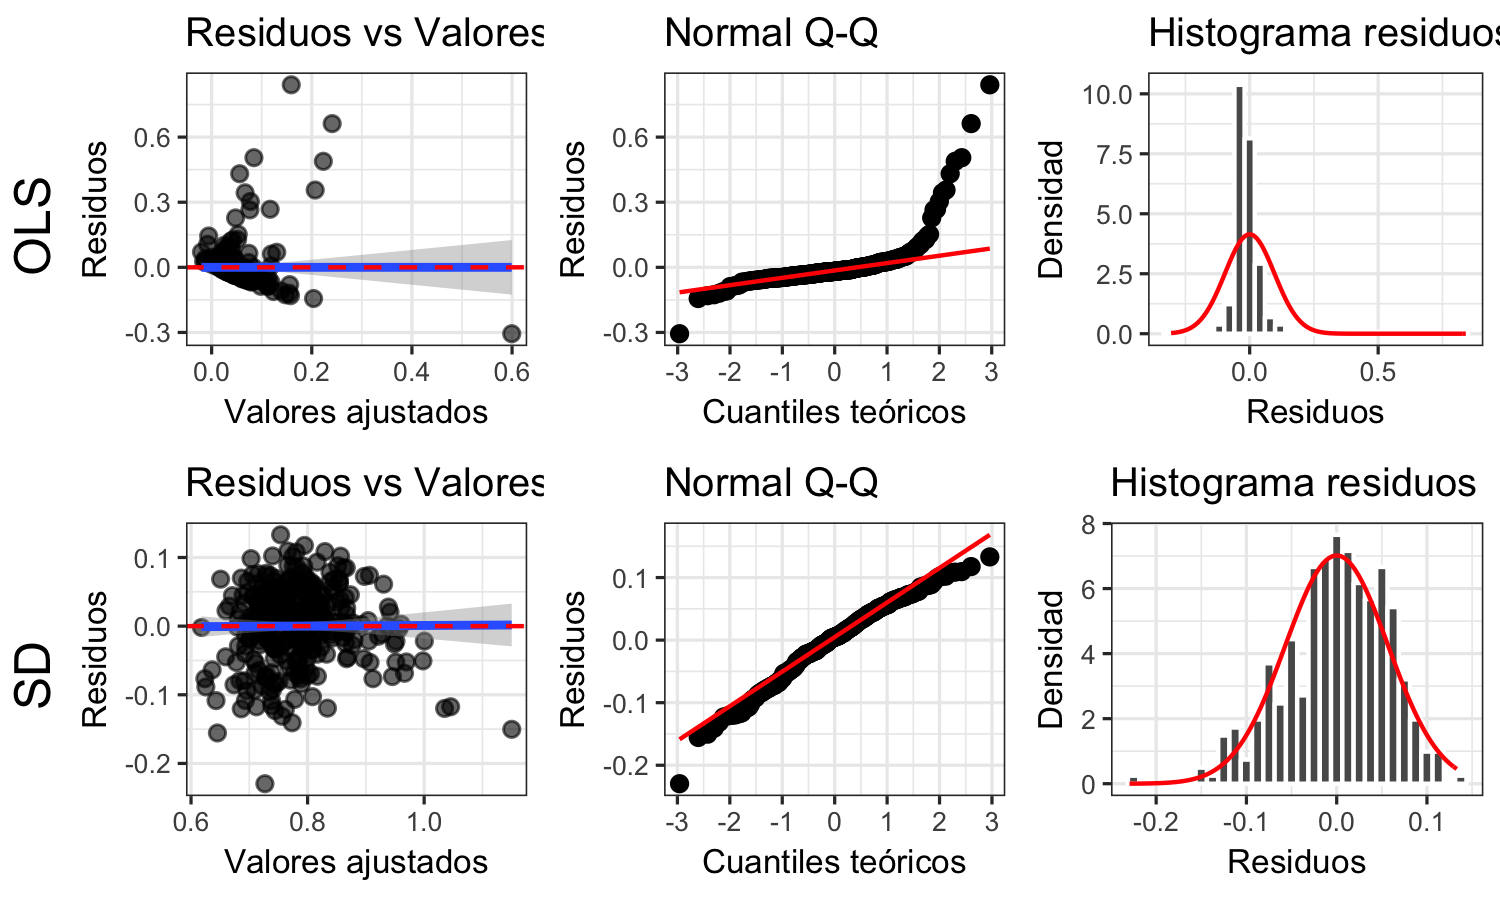 Residuos vs Valores
Normal Q-Q
Histograma residuos
OLS
Residuos
0.6
0.3
0.0
-0.3
0.0 0.2 0.4 0.6
Valores ajustados
Residuos
0.6
0.3
0.0
-0.3
-3 -2 -1 0 1 2 3
Cuantiles teóricos
Densidad
10.0
7.5
5.0
2.5
0.0
0.0 0.5
Residuos
Residuos vs Valores
Normal Q-Q
Histograma residuos
SD
Residuos
0.1
0.0
-0.1
-0.2
0.6 0.8 1.0
Valores ajustados
Residuos
0.1
0.0
-0.1
-0.2
-3 -2 -1 0 1 2 3
Cuantiles teóricos
Densidad
8
6
4
2
0
-0.2 -0.1 0.0 0.1
Residuos